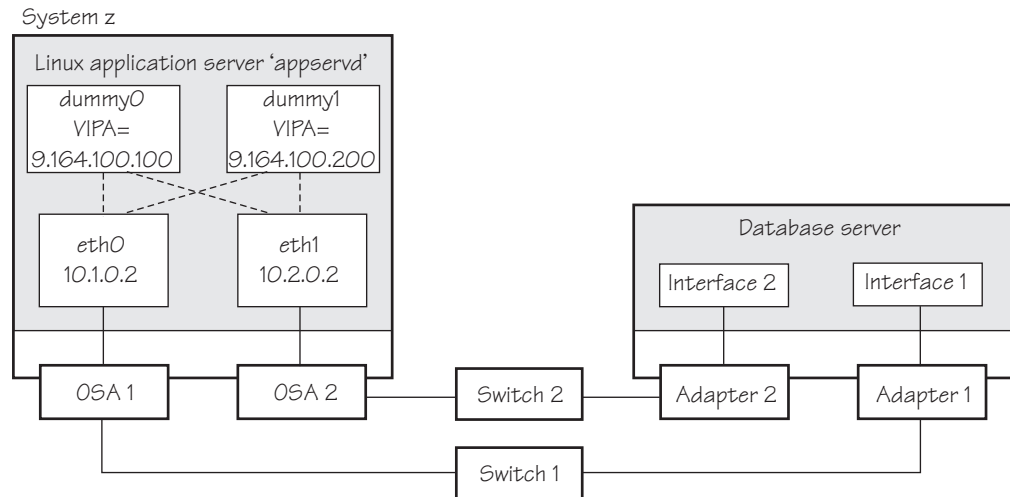 System z
Linux application server ‘appservd’
dummy0
VIPA=
9.164.100.100
dummy1
VIPA=
9.164.100.200
eth0
10.1.0.2
eth1
10.2.0.2
Database server
Interface 2
Interface 1
OSA 1
OSA 2
Switch 2
Adapter 2
Adapter 1
Switch 1